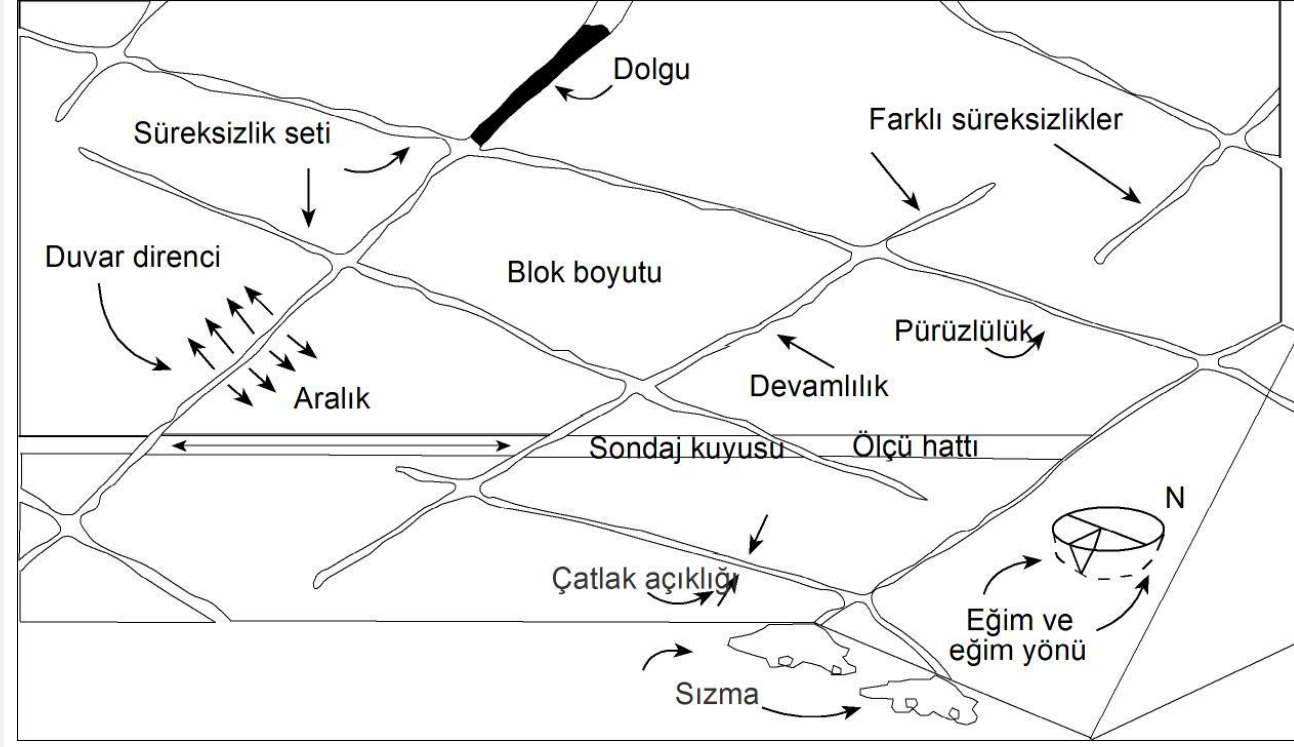 Dolgu
Süreksizlik seti
Farklı süreksizlikler
Duvar direnci
Blok boyutu
Pürüzlülük
Devamlılık
Aralık
Sondaj kuyusu
Ölçü hattı
N
Çatlak açıklığı
Eğim ve
eğim yönü
Sızma